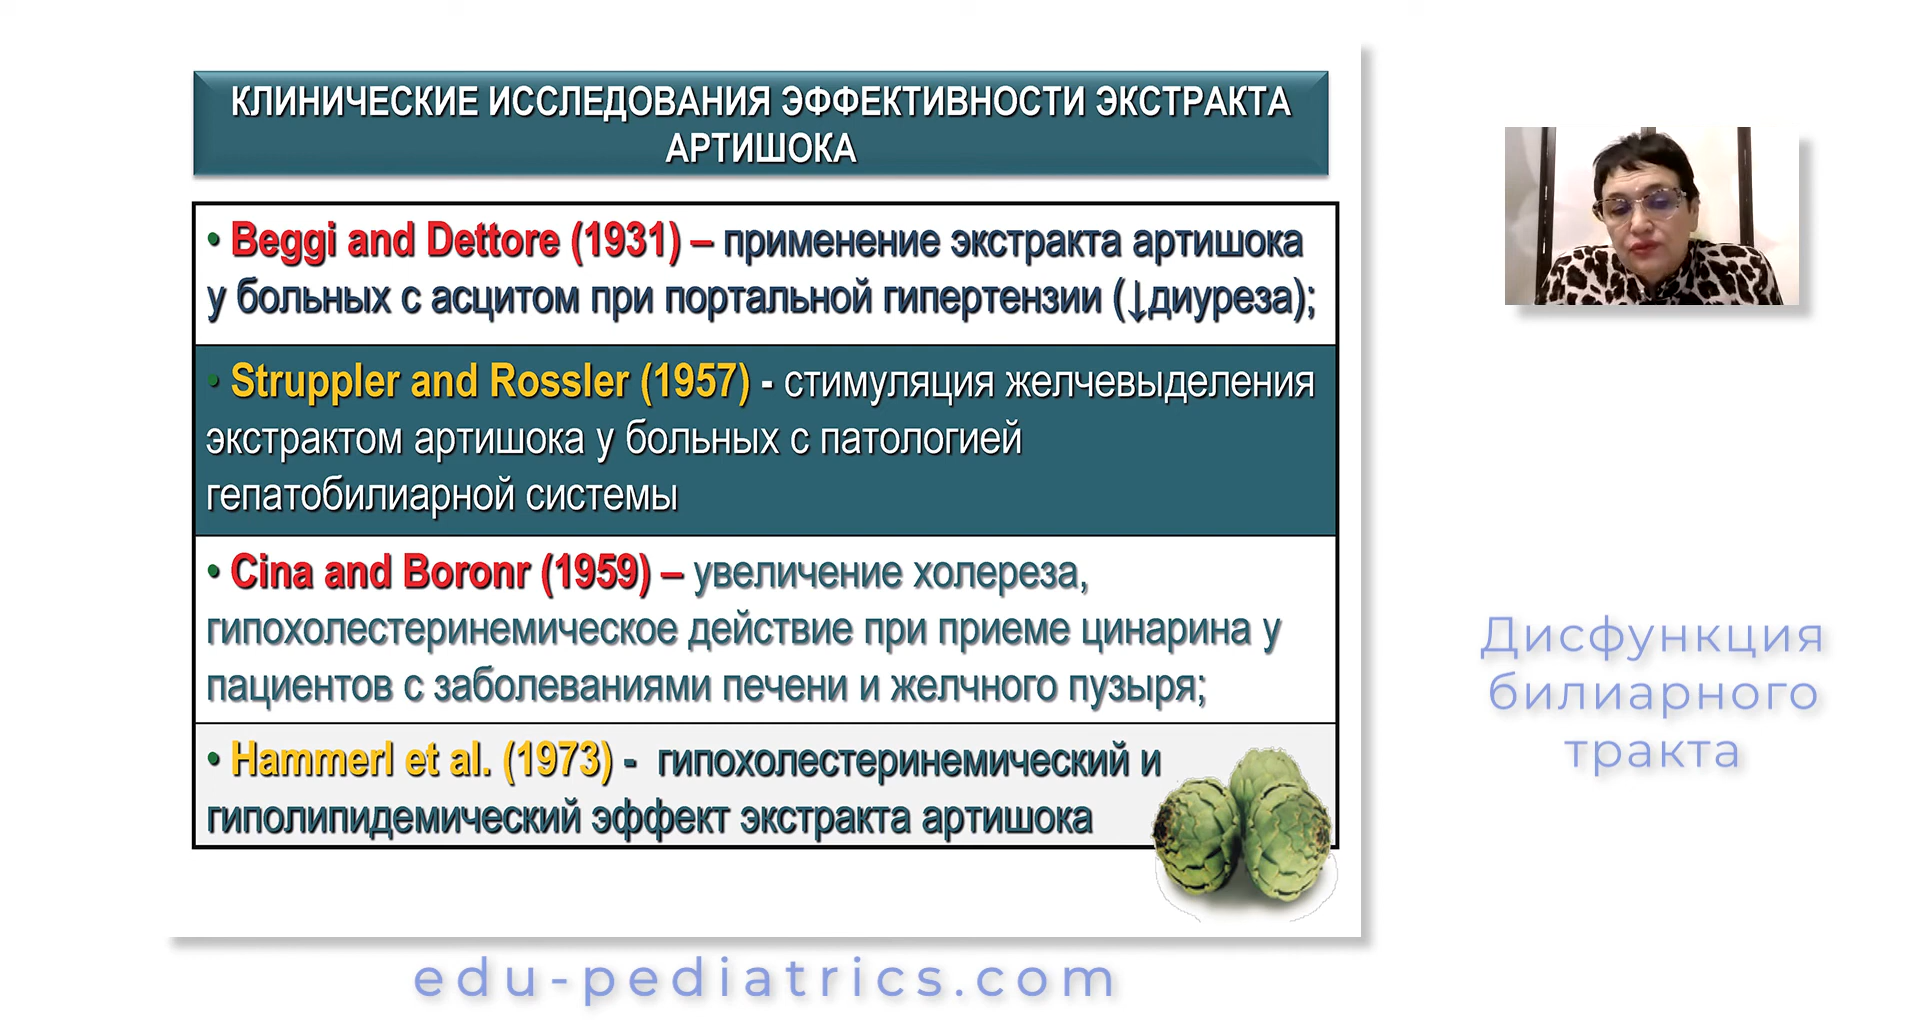 КЛИНИЧЕСКИЕ ИССЛЕДОВАНИЯ ЭФФЕКТИВНОСТИ ЭКСТРАКТА
АРТИШОКА
• Beggi and Dettore (1931) – применение экстракта артишока
у больных с асцитом при портальной гипертензии (↓диуреза);
• Struppler and Rossler (1957) - стимуляция желчевыделения
экстрактом артишока у больных с патологией
гепатобилиарной системы
• Cina and Boronr (1959) – увеличение холереза,
гипохолестеринемическое действие при приеме цинарина у
пациентов с заболеваниями печени и желчного пузыря;
• Hammerl et al. (1973) - гипохолестеринемический и
гиполипидемический эффект экстракта артишока
Дисфункция
билиарного
тракта
edu-pediatrics.com